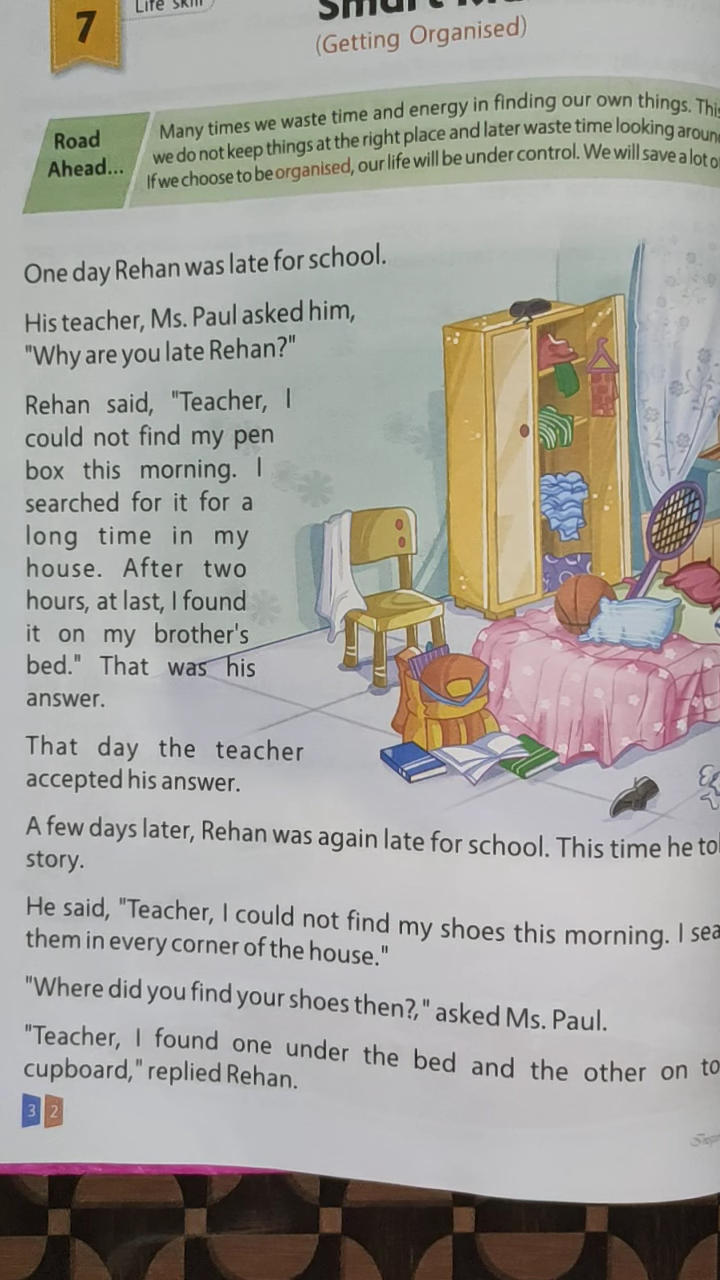 7
Life Skill
Smart
(Getting Organised)
Road
Ahead...
Many times we waste time and energy in finding our own things.
we do not keep things at the right place and later waste time looking
If we choose to be organised, our life will be under control. We will save a lot
One day Rehan was late for school.
His teacher, Ms. Paul asked him,
"Why are you late Rehan?"
Rehan said, "Teacher, I
could not find my pen
box this morning. I
searched for it for a
long time in my
house. After two
hours, at last, I found
it on my brother's
bed." That was his
answer.
That day the teacher
accepted his answer.
A few days later, Rehan was again late for school. This time he
story.
He said, "Teacher, I could not find my shoes this morning. I
them in every corner of the house."
"Where did you find your shoes then?," asked Ms. Paul.
"Teacher, I found one under the bed and the other on
cupboard," replied Rehan.
3 2